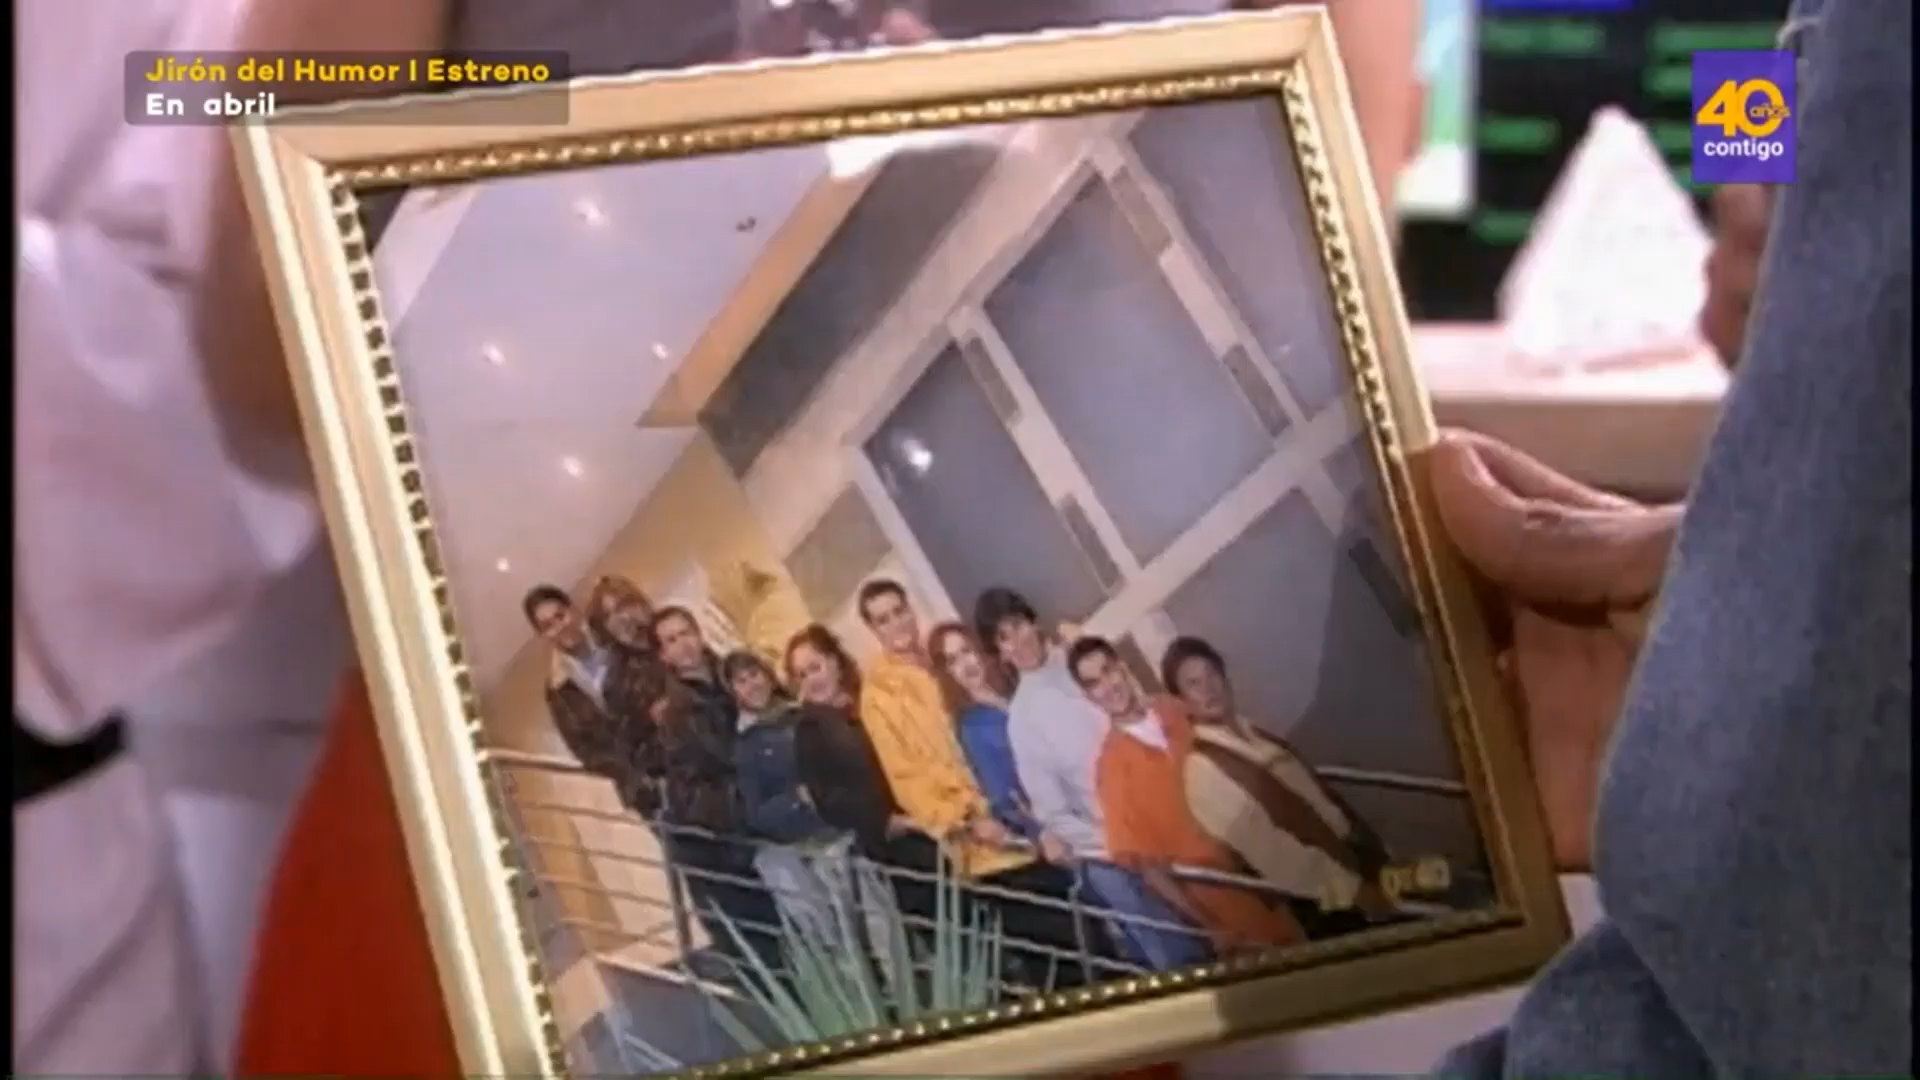 Jirón del Humor | Estreno
En abril
40
años
contigo